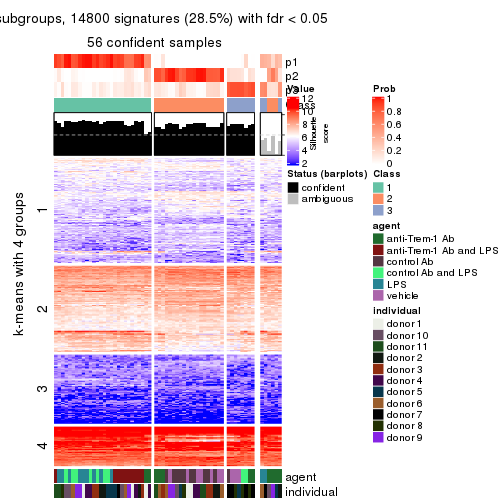 subgroups, 14800 signatures (28.5%) with fdr < 0.05
56 confident samples
p1
p2
p3
Class
Silhouette
score
k-means with 4 groups
1
2
3
4
agent
individual
Value
12
10
8
6
4
2
Status (barplots)
confident
ambiguous
Prob
1
0.8
0.6
0.4
0.2
0
Class
1
2
3
agent
anti-Trem-1 Ab
anti-Trem-1 Ab and LPS
control Ab
control Ab and LPS
LPS
vehicle
individual
donor 1
donor 10
donor 11
donor 2
donor 3
donor 4
donor 5
donor 6
donor 7
donor 8
donor 9